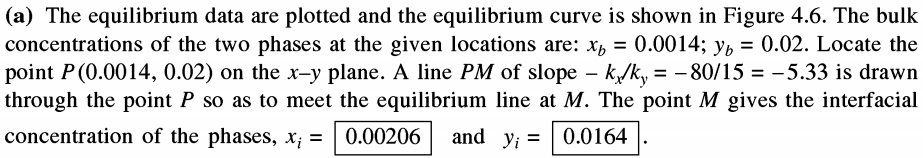 (a) The equilibrium data are plotted and the equilibrium curve is shown in Figure 4.6. The bulk
concentrations of the two phases at the given locations are: x_b = 0.0014; y_b = 0.02. Locate the
point P(0.0014, 0.02) on the x–y plane. A line PM of slope – k_x/k_y = –80/15 = –5.33 is drawn
through the point P so as to meet the equilibrium line at M. The point M gives the interfacial
concentration of the phases, x_i = 0.00206 and y_i = 0.0164.